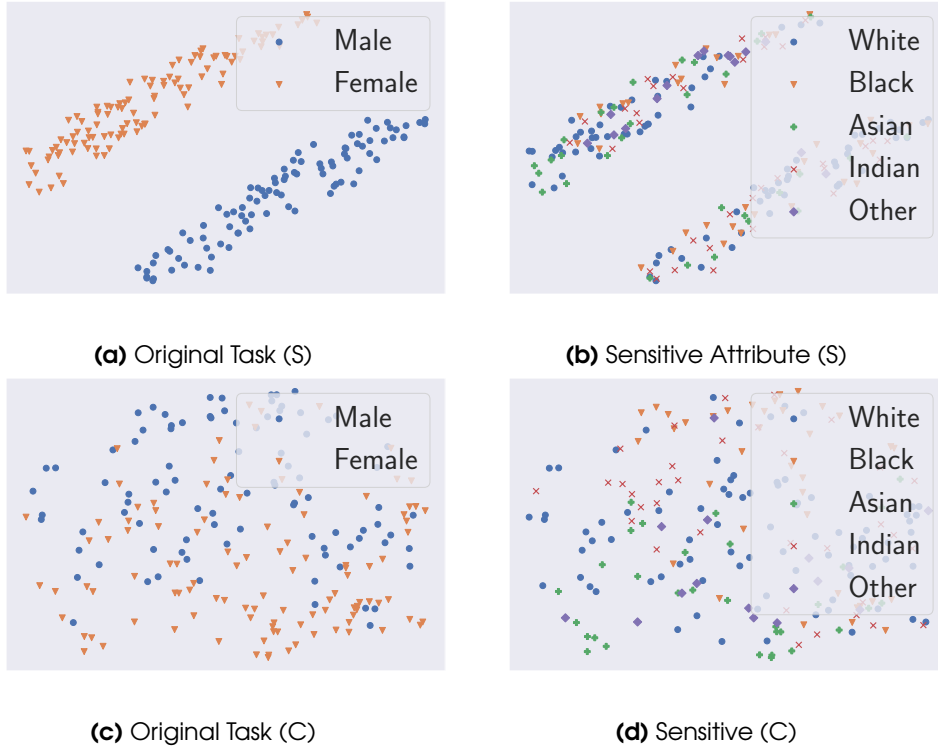 Male
Female
White
Black
Asian
Indian
Other
(a) Original Task (S)
(b) Sensitive Attribute (S)
Male
Female
White
Black
Asian
Indian
Other
(c) Original Task (C)
(d) Sensitive (C)